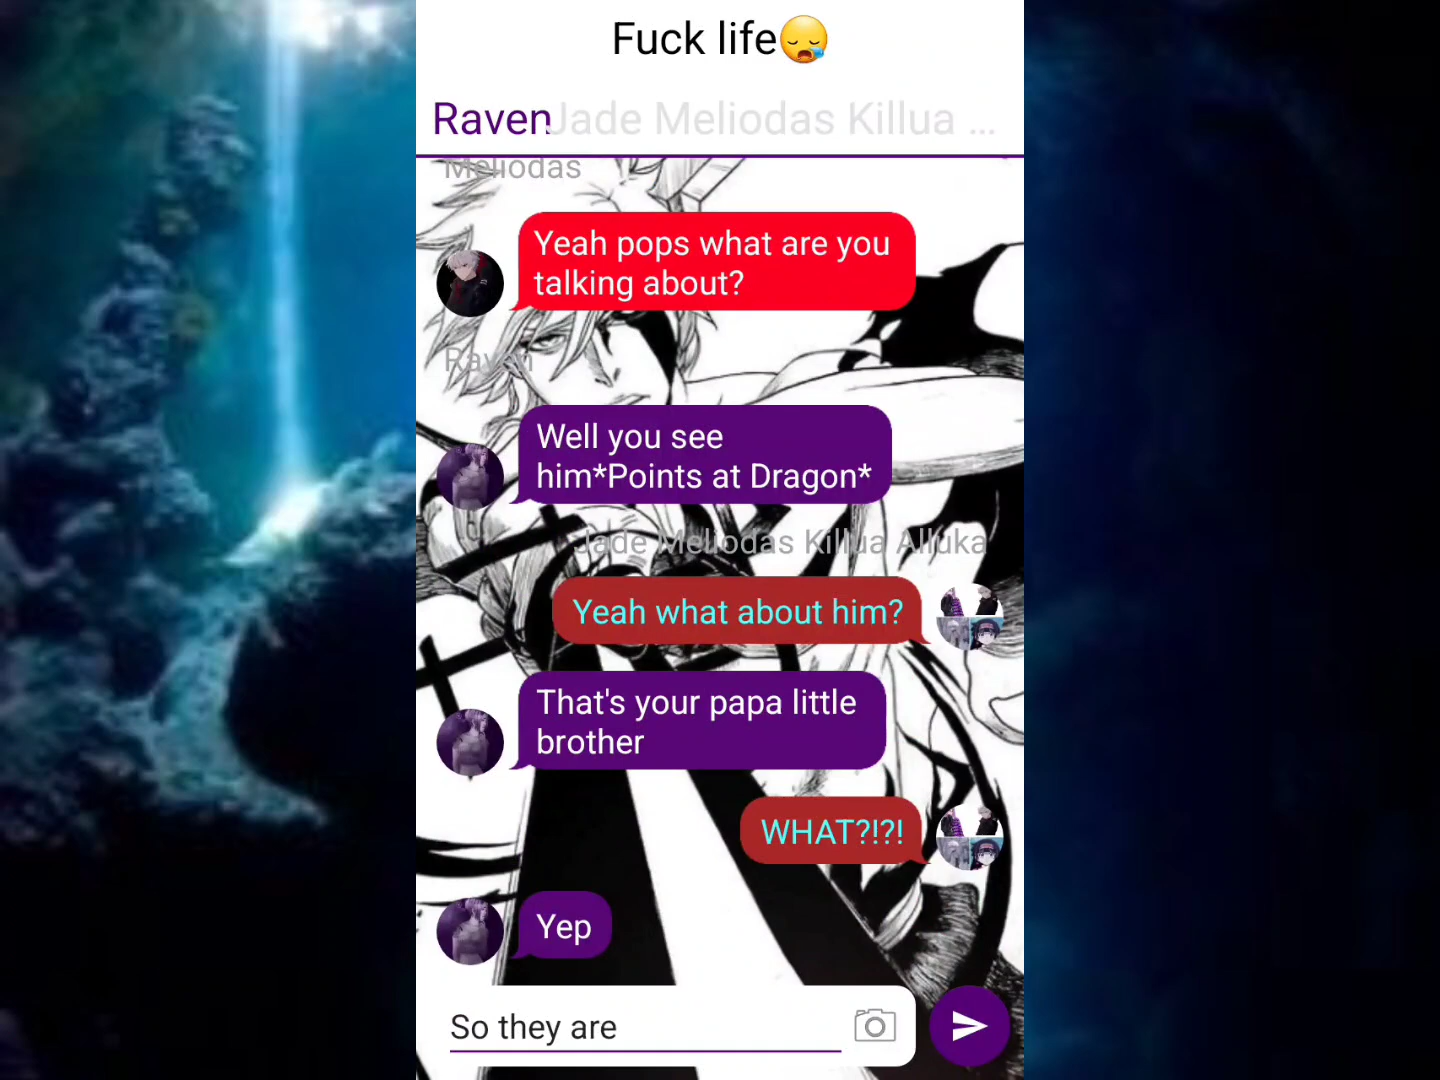 Fuck life😪
Raven Jade Meliodas Killua ...
Meliodas
Yeah pops what are you
talking about?
Raven
Well you see
him*Points at Dragon*
Jade Meliodas Killua Alluka
Yeah what about him?
That's your papa little
brother
WHAT?!?!
Yep
So they are